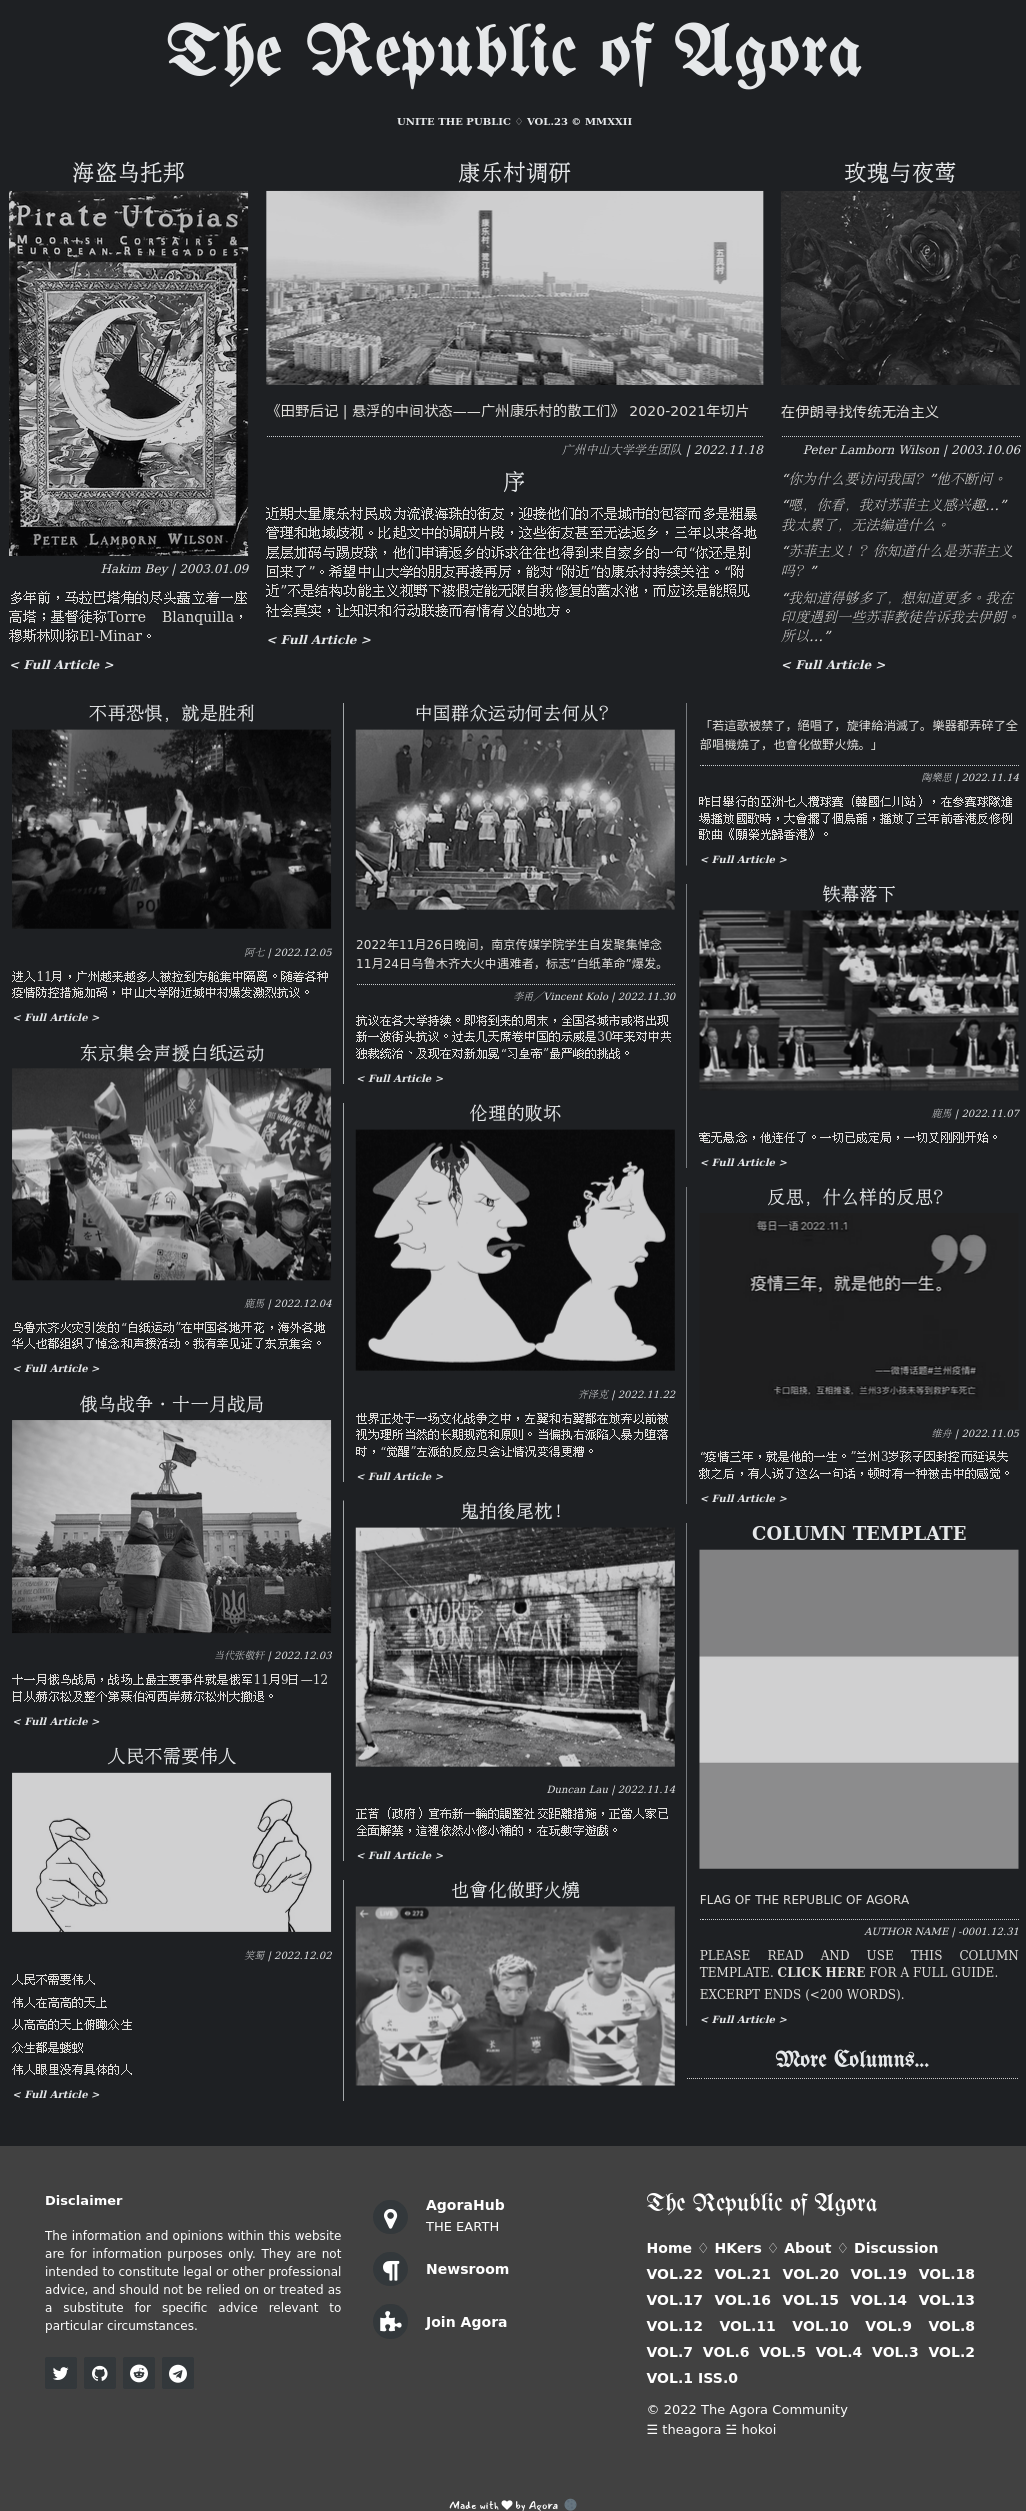 The Republic of Agora
UNITE THE PUBLIC ♢ VOL.23 © MMXXII
海盗乌托邦
Pirate Utopias
MOORISH CORSAIRS &
EUROPEAN RENEGADOES
PETER LAMBORN WILSON
Hakim Bey | 2003.01.09
多年前，马拉巴塔角的尽头矗立着一座
高塔；基督徒称Torre Blanquilla，
穆斯林则称El-Minar。
< Full Article >
康乐村调研
康乐村、鹭江村
五凤村
《田野后记 | 悬浮的中间状态——广州康乐村的散工们》 2020-2021年切片
广州中山大学学生团队 | 2022.11.18
序
近期大量康乐村民成为流浪海珠的街友，迎接他们的不是城市的包容而多是粗暴
管理和地域歧视。比起文中的调研片段，这些街友甚至无法返乡，三年以来各地
层层加码与踢皮球，他们申请返乡的诉求往往也得到来自家乡的一句“你还是别
回来了”。希望中山大学的朋友再接再厉，能对“附近”的康乐村持续关注。“附
近”不是结构功能主义视野下被假定能无限自我修复的蓄水池，而应该是能照见
社会真实，让知识和行动联接而有情有义的地方。
< Full Article >
玫瑰与夜莺
在伊朗寻找传统无治主义
Peter Lamborn Wilson | 2003.10.06
“你为什么要访问我国？”他不断问。
“嗯，你看，我对苏菲主义感兴趣…”
我太累了，无法编造什么。
“苏菲主义！？你知道什么是苏菲主义
吗？”
“我知道得够多了，想知道更多。我在
印度遇到一些苏菲教徒告诉我去伊朗。
所以…”
< Full Article >
不再恐惧，就是胜利
阿七 | 2022.12.05
进入11月，广州越来越多人被拉到方舱集中隔离。随着各种
疫情防控措施加码，中山大学附近城中村爆发激烈抗议。
< Full Article >
东京集会声援白纸运动
鹿馬 | 2022.12.04
乌鲁木齐火灾引发的“白纸运动”在中国各地开花，海外各地
华人也都组织了悼念和声援活动。我有幸见证了东京集会。
< Full Article >
俄乌战争 · 十一月战局
当代张敬轩 | 2022.12.03
十一月俄乌战局，战场上最主要事件就是俄军11月9日—12
日从赫尔松及整个第聂伯河西岸赫尔松州大撤退。
< Full Article >
人民不需要伟人
笑蜀 | 2022.12.02
人民不需要伟人
伟人在高高的天上
从高高的天上俯瞰众生
众生都是蝼蚁
伟人眼里没有具体的人
< Full Article >
中国群众运动何去何从？
2022年11月26日晚间，南京传媒学院学生自发聚集悼念
11月24日乌鲁木齐大火中遇难者，标志“白纸革命”爆发。
李甬／Vincent Kolo | 2022.11.30
抗议在各大学持续。即将到来的周末，全国各城市或将出现
新一波街头抗议。过去几天席卷中国的示威是30年来对中共
独裁统治、及现在对新加冕“习皇帝”最严峻的挑战。
< Full Article >
伦理的败坏
齐泽克 | 2022.11.22
世界正处于一场文化战争之中，左翼和右翼都在放弃以前被
视为理所当然的长期规范和原则。当偏执右派陷入暴力堕落
时，“觉醒”左派的反应只会让情况变得更糟。
< Full Article >
鬼拍後尾枕！
WORDS
DO NOT MEAN
ANYTHING TODAY
Duncan Lau | 2022.11.14
正苦（政府）宣布新一輪的調整社交距離措施，正當人家已
全面解禁，這裡依然小修小補的，在玩數字遊戲。
< Full Article >
也會化做野火燒
LIVE 272
「若這歌被禁了，絕唱了，旋律給消滅了。樂器都弄碎了全
部唱機燒了，也會化做野火燒。」
陶樂思 | 2022.11.14
昨日舉行的亞洲七人欖球賽（韓國仁川站），在參賽球隊進
場播放國歌時，大會擺了個烏龍，播放了三年前香港反修例
歌曲《願榮光歸香港》。
< Full Article >
铁幕落下
鹿馬 | 2022.11.07
毫无悬念，他连任了。一切已成定局，一切又刚刚开始。
< Full Article >
反思，什么样的反思？
每日一语 2022 .11 .1
疫情三年，就是他的一生。
——微博话题#兰州疫情#
卡口阻挠，互相推诿，兰州3岁小孩未等到救护车死亡
维舟 | 2022.11.05
“疫情三年，就是他的一生。”兰州3岁孩子因封控而延误失
救之后，有人说了这么一句话，顿时有一种被击中的感觉。
< Full Article >
COLUMN TEMPLATE
FLAG OF THE REPUBLIC OF AGORA
AUTHOR NAME | -0001.12.31
PLEASE READ AND USE THIS COLUMN
TEMPLATE. CLICK HERE FOR A FULL GUIDE.
EXCERPT ENDS (<200 WORDS).
< Full Article >
More Columns...
Disclaimer
The information and opinions within this website
are for information purposes only. They are not
intended to constitute legal or other professional
advice, and should not be relied on or treated as
a substitute for specific advice relevant to
particular circumstances.
AgoraHub
THE EARTH
Newsroom
Join Agora
The Republic of Agora
Home ♢ HKers ♢ About ♢ Discussion
VOL.22 VOL.21 VOL.20 VOL.19 VOL.18
VOL.17 VOL.16 VOL.15 VOL.14 VOL.13
VOL.12 VOL.11 VOL.10 VOL.9 VOL.8
VOL.7 VOL.6 VOL.5 VOL.4 VOL.3 VOL.2
VOL.1 ISS.0
© 2022 The Agora Community
☰ theagora ☱ hokoi
Made with ♥ by Agora